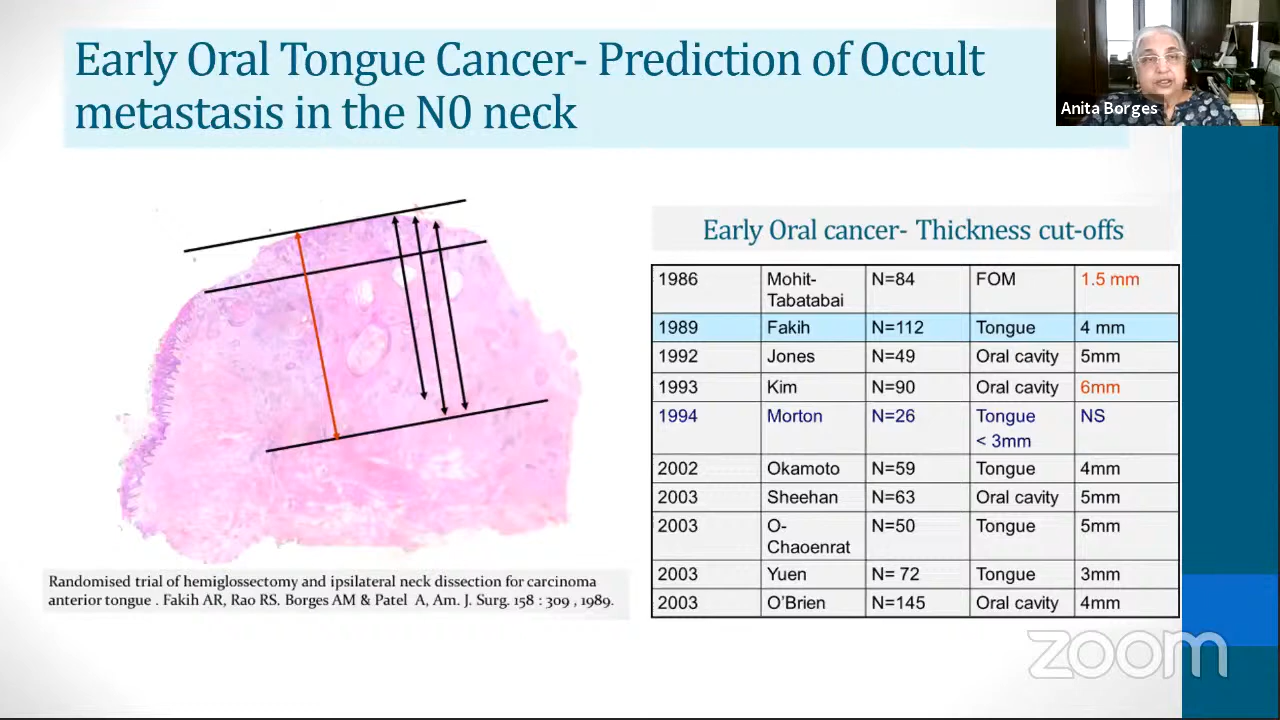 Early Oral Tongue Cancer- Prediction of Occult
metastasis in the N0 neck
Anita Borges
Early Oral cancer- Thickness cut-offs
1986 Mohit-Tabatabai N=84 FOM 1.5 mm
1989 Fakih N=112 Tongue 4 mm
1992 Jones N=49 Oral cavity 5mm
1993 Kim N=90 Oral cavity 6mm
1994 Morton N=26 Tongue < 3mm NS
2002 Okamoto N=59 Tongue 4mm
2003 Sheehan N=63 Oral cavity 5mm
2003 O-Chaoenrat N=50 Tongue 5mm
2003 Yuen N= 72 Tongue 3mm
2003 O'Brien N=145 Oral cavity 4mm
Randomised trial of hemiglossectomy and ipsilateral neck dissection for carcinoma
anterior tongue . Fakih AR, Rao RS. Borges AM & Patel A, Am. J. Surg. 158 : 309 , 1989.
zoom